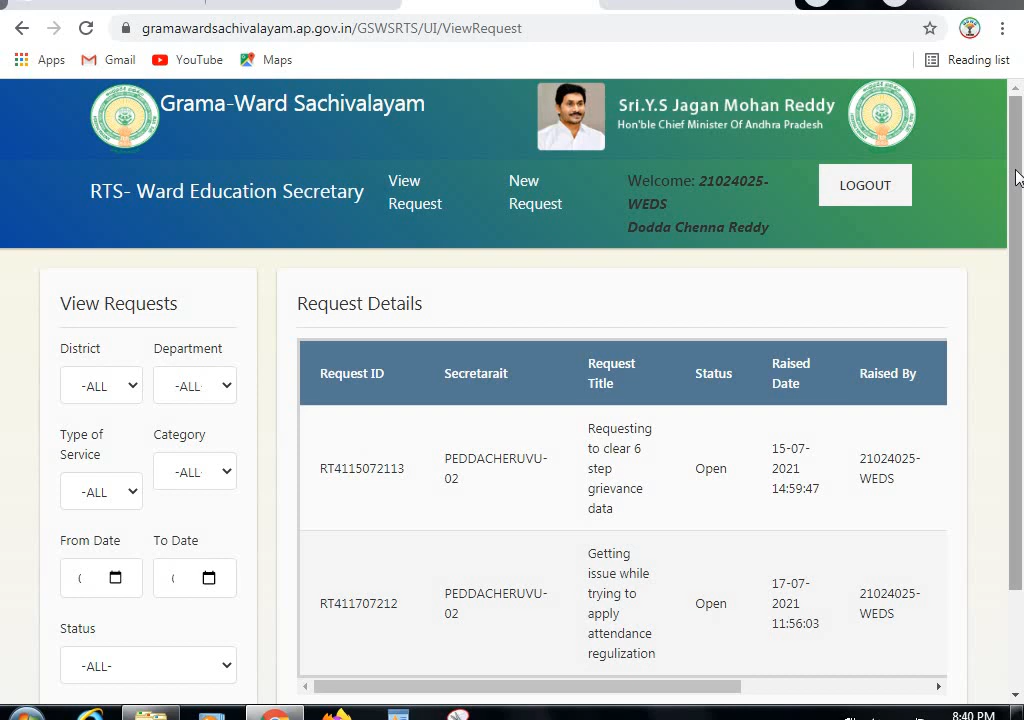 gramawardsachivalayam.ap.gov.in/GSWSRTS/UI/ViewRequest
Apps Gmail YouTube Maps Reading list
Grama-Ward Sachivalayam
Sri.Y.S Jagan Mohan Reddy
Hon'ble Chief Minister Of Andhra Pradesh
RTS- Ward Education Secretary
View
Request
New
Request
Welcome: 21024025-
WEDS
Dodda Chenna Reddy
LOGOUT
View Requests
District Department
-ALL -ALL
Type of
Service
Category
-ALL -ALL
From Date To Date
Status
-ALL-
Request Details
Request ID Secretarait Request
Title Status Raised
Date Raised By
RT4115072113
PEDDACHERUVU-
02
Requesting
to clear 6
step
grievance
data
Open
15-07-
2021
14:59:47
21024025-
WEDS
RT411707212
PEDDACHERUVU-
02
Getting
issue while
trying to
apply
attendance
regulization
Open
17-07-
2021
11:56:03
21024025-
WEDS
8:40 PM